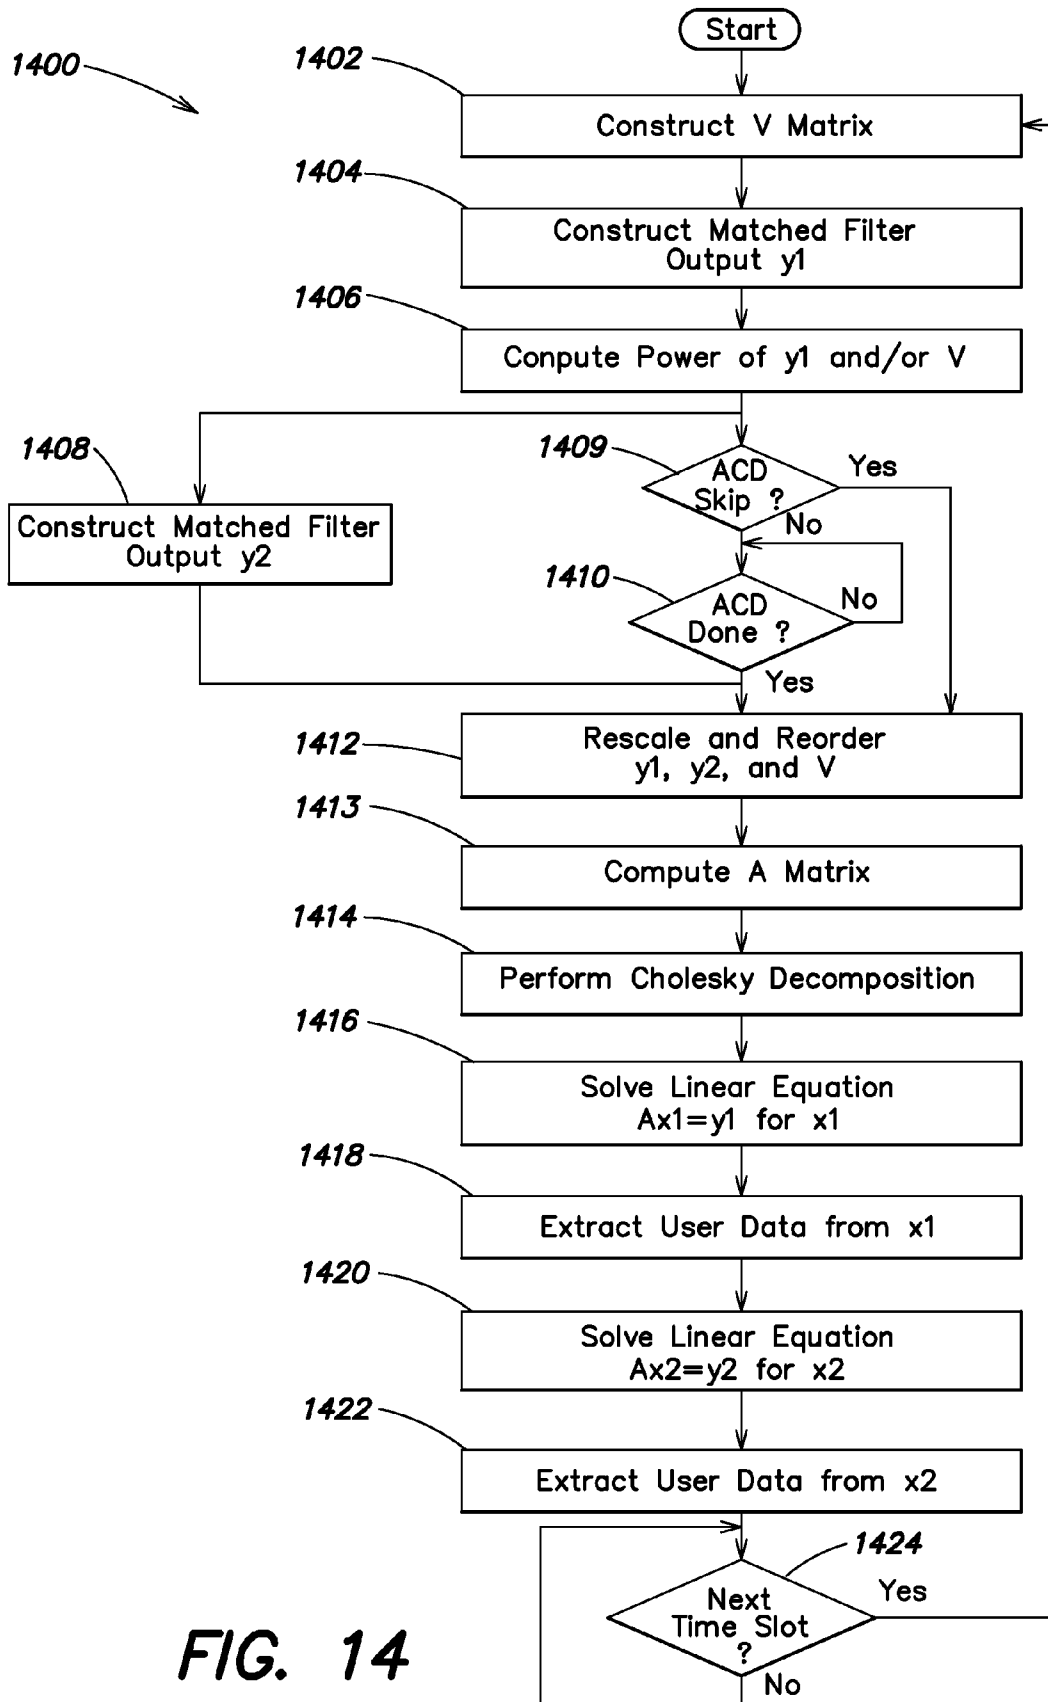 Start
1400
1402
Construct V Matrix
1404
Construct Matched Filter
Output y1
1406
Conpute Power of y1 and/or V
1408
Construct Matched Filter
Output y2
1409
ACD
Skip ?
Yes
No
1410
ACD
Done ?
No
Yes
1412
Rescale and Reorder
y1, y2, and V
1413
Compute A Matrix
1414
Perform Cholesky Decomposition
1416
Solve Linear Equation
Ax1=y1 for x1
1418
Extract User Data from x1
1420
Solve Linear Equation
Ax2=y2 for x2
1422
Extract User Data from x2
1424
Next
Time Slot
?
Yes
No
FIG. 14